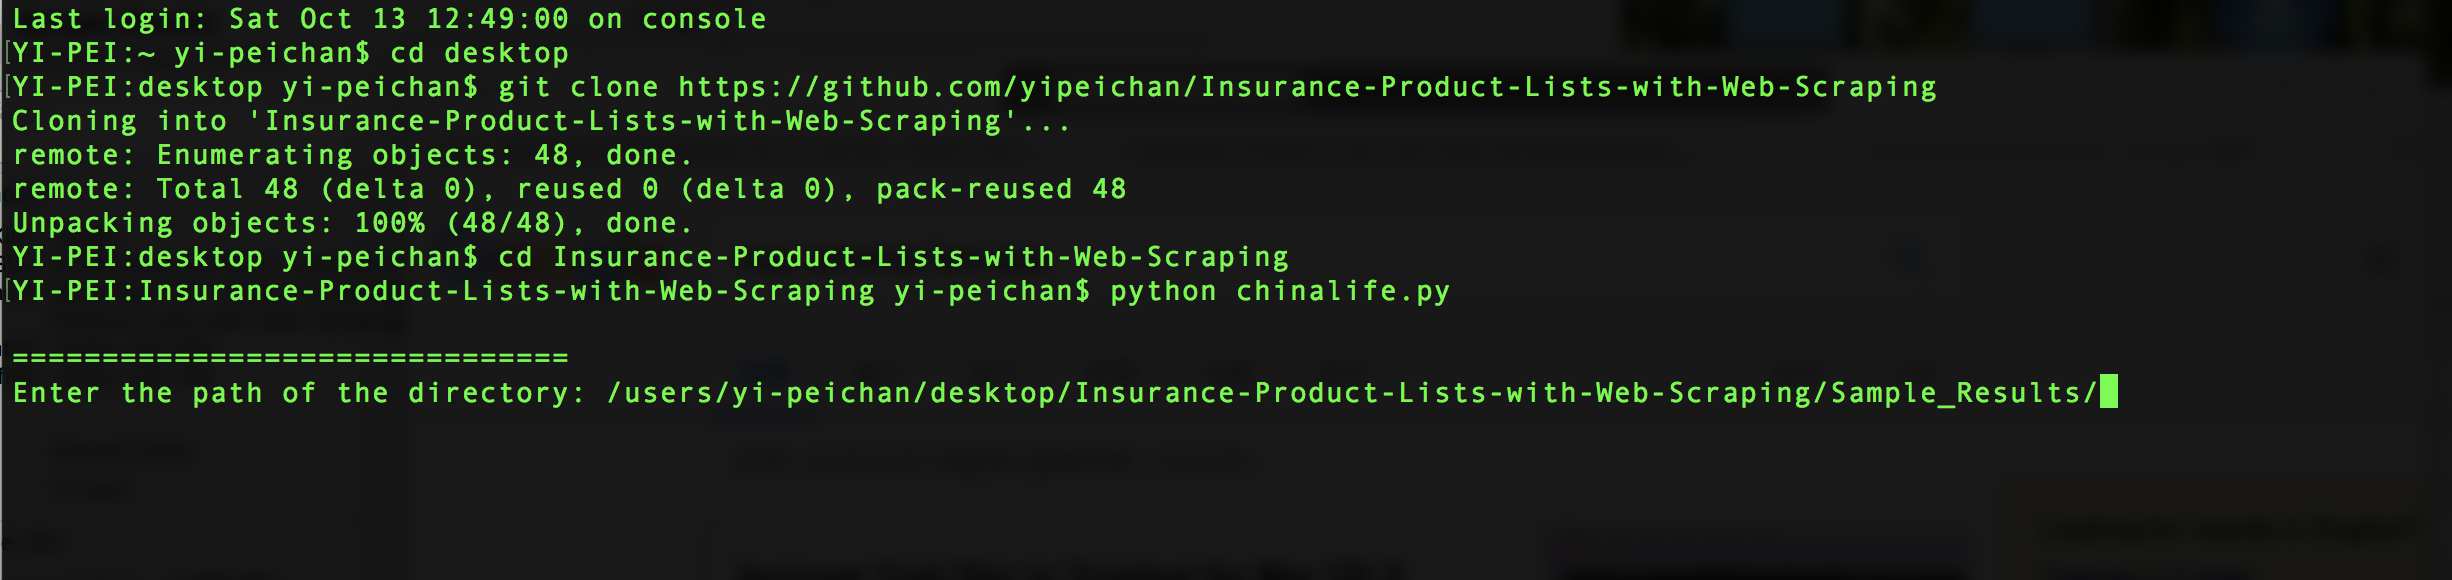 Last login: Sat Oct 13 12:49:00 on console
[YI-PEI:~ yi-peichan$ cd desktop
[YI-PEI:desktop yi-peichan$ git clone https://github.com/yipeichan/Insurance-Product-Lists-with-Web-Scraping
Cloning into 'Insurance-Product-Lists-with-Web-Scraping'...
remote: Enumerating objects: 48, done.
remote: Total 48 (delta 0), reused 0 (delta 0), pack-reused 48
Unpacking objects: 100% (48/48), done.
YI-PEI:desktop yi-peichan$ cd Insurance-Product-Lists-with-Web-Scraping
[YI-PEI:Insurance-Product-Lists-with-Web-Scraping yi-peichan$ python chinalife.py
===============================
Enter the path of the directory: /users/yi-peichan/desktop/Insurance-Product-Lists-with-Web-Scraping/Sample_Results/